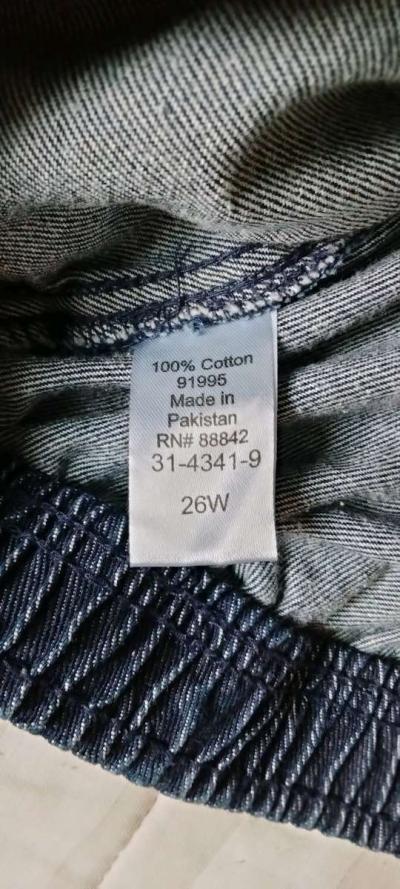 100% Cotton
91995
Made in
Pakistan
RN# 88842
31-4341-9
26W